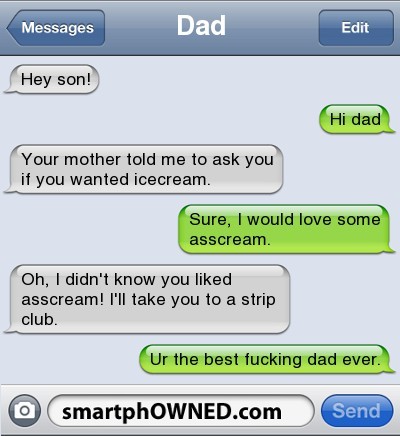 Messages
Dad
Edit
Hey son!
Hi dad
Your mother told me to ask you
if you wanted icecream.
Sure, I would love some
asscream.
Oh, I didn't know you liked
asscream! I'll take you to a strip
club.
Ur the best fucking dad ever.
smartphOWNED.com
Send